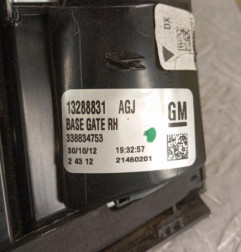 DX
13288831 AGJ
BASE GATE RH
338834753
GM
30/10/12 19:32:57
2 43 12 21460201